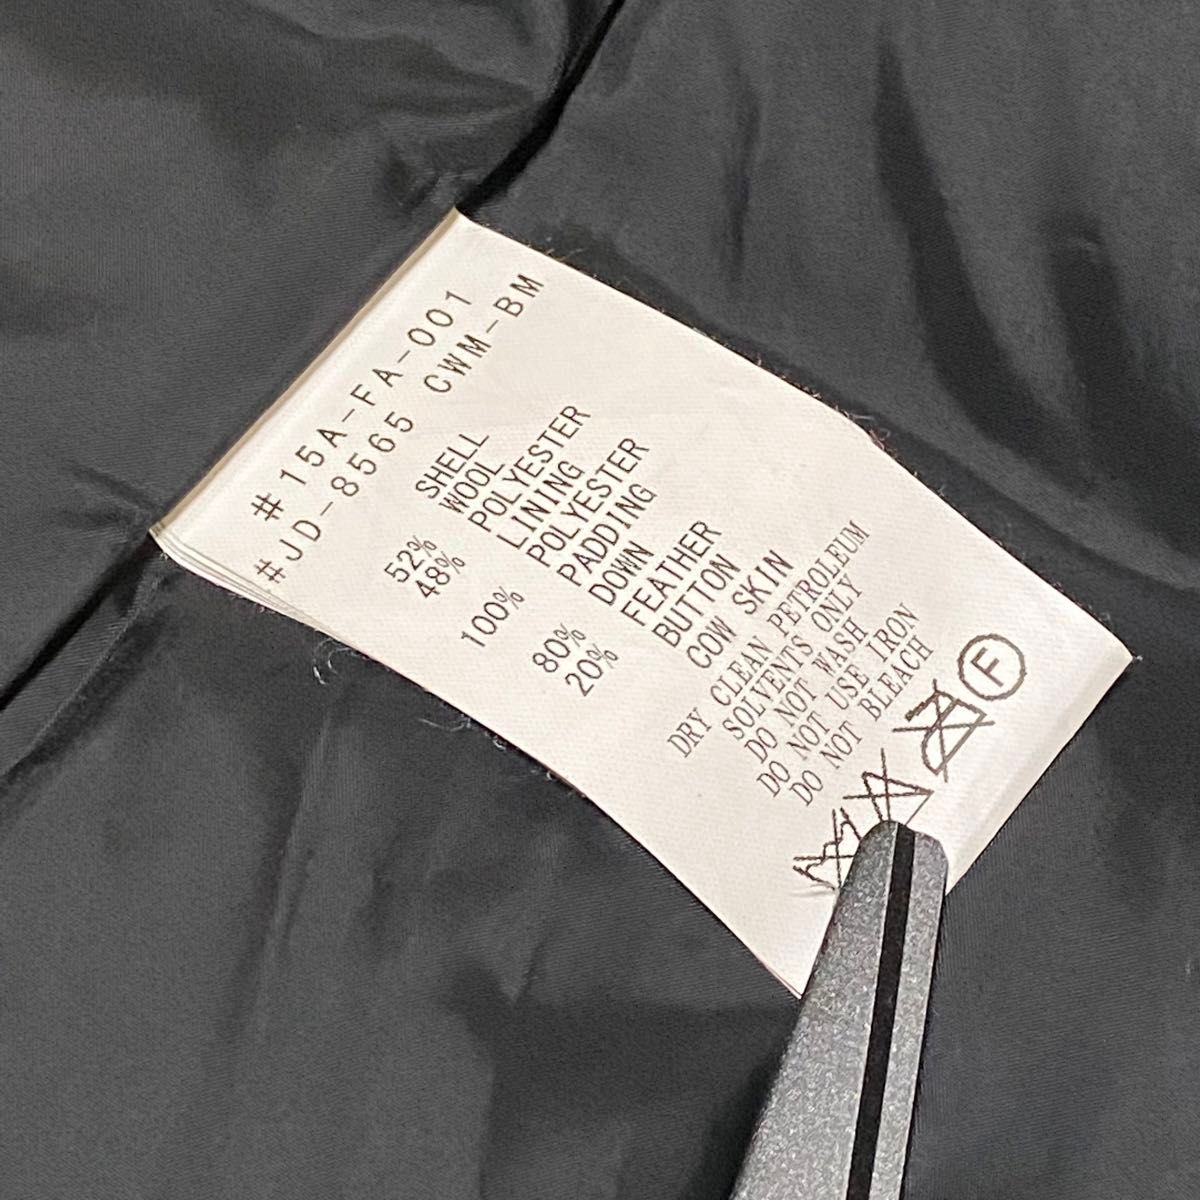 #15A-FA-001
#JD-8565 CWM-BM
SHELL
52% WOOL
48% POLYESTER
LINING
100% POLYESTER
PADDING
80% DOWN
20% FEATHER
BUTTON
COW SKIN
DRY CLEAN PETROLEUM
SOLVENTS ONLY
DO NOT WASH
DO NOT USE IRON
DO NOT BLEACH
F